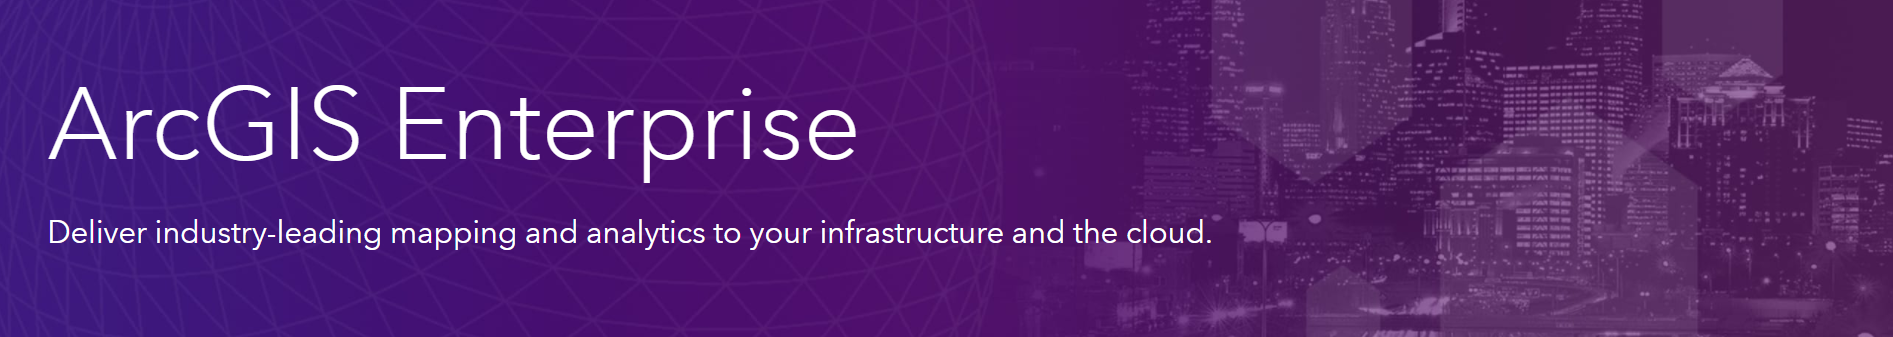 ArcGIS Enterprise
Deliver industry-leading mapping and analytics to your infrastructure and the cloud.